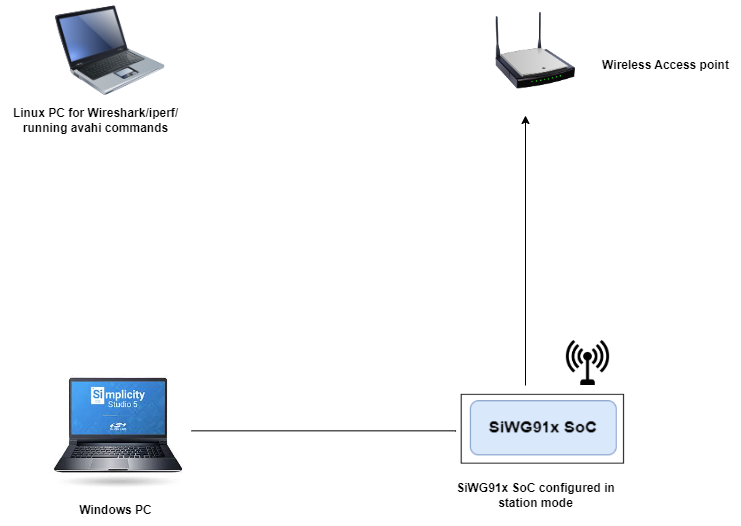 Linux PC for Wireshark/iperf/
running avahi commands
Wireless Access point
Simplicity
Studio 5
Windows PC
SiWG91x SoC
SiWG91x SoC configured in
station mode